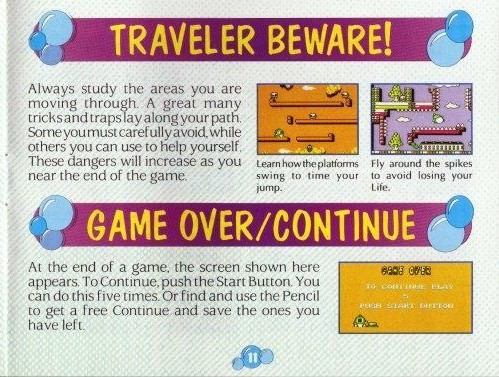 TRAVELER BEWARE!
Always study the areas you are
moving through. A great many
tricks and traps lay along your path.
Some you must carefully avoid, while
others you can use to help yourself.
These dangers will increase as you
near the end of the game.
Learn how the platforms
swing to time your
jump.
Fly around the spikes
to avoid losing your
Life.
GAME OVER/CONTINUE
At the end of a game, the screen shown here
appears. To Continue, push the Start Button. You
can do this five times. Or find and use the Pencil
to get a free Continue and save the ones you
have left.
GAME OVER
TO CONTINUE PLAY
5
PUSH START BUTTON
11